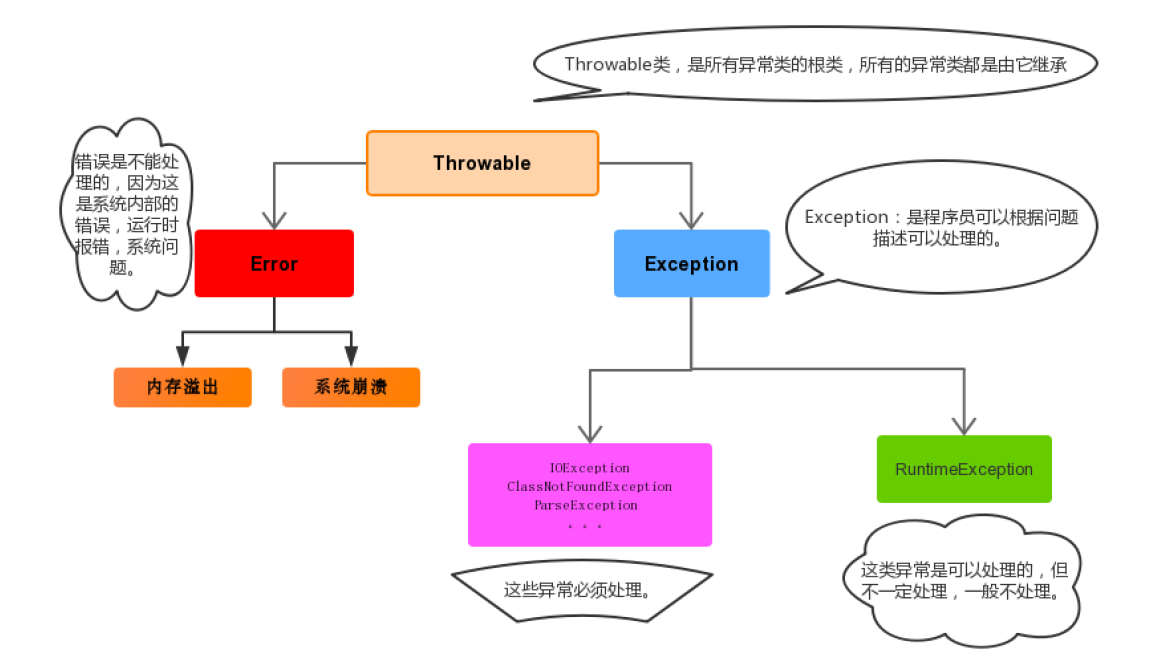 Throwable类，是所有异常类的根类，所有的异常类都是由它继承
错误是不能处
理的，因为这
是系统内部的
错误，运行时
报错，系统问
题。
Throwable
Exception：是程序员可以根据问题
描述可以处理的。
Error
Exception
内存溢出
系统崩溃
IOException
ClassNotFoundException
ParseException
。。。
RuntimeException
这些异常必须处理。
这类异常是可以处理的，但
不一定处理，一般不处理。